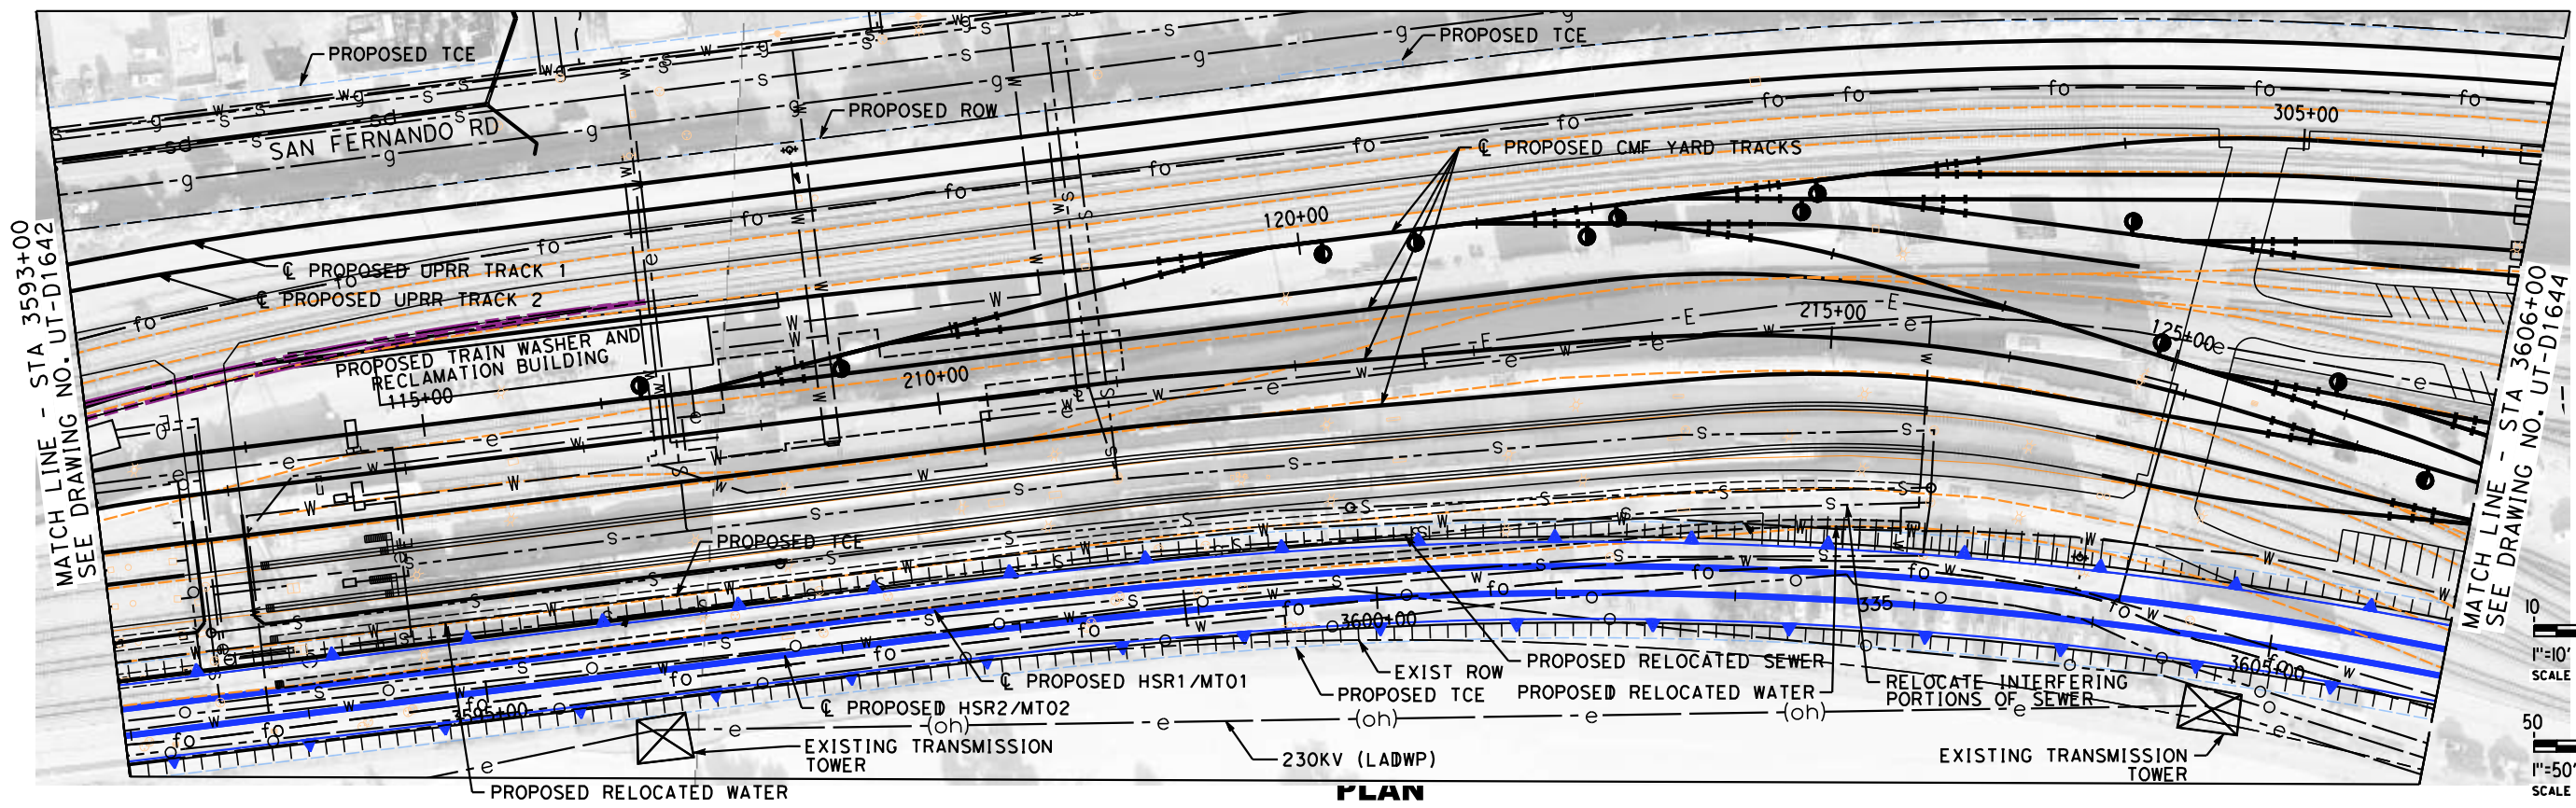 PROPOSED TCE
PROPOSED TCE
PROPOSED ROW
SAN FERNANDO RD
305+00
℄ PROPOSED CMF YARD TRACKS
120+00
℄ PROPOSED UPRR TRACK 1
℄ PROPOSED UPRR TRACK 2
MATCH LINE - STA 3593+00
SEE DRAWING NO. UT-D1642
PROPOSED TRAIN WASHER AND
RECLAMATION BUILDING
115+00
210+00
215+00
125+00
MATCH LINE - STA 3606+00
SEE DRAWING NO. UT-D1644
PROPOSED TCE
335
3600+00
3605+00
3595+00
EXIST ROW
PROPOSED RELOCATED SEWER
℄ PROPOSED HSR1/MT01
PROPOSED TCE
PROPOSED RELOCATED WATER
RELOCATE INTERFERING
PORTIONS OF SEWER
℄ PROPOSED HSR2/MT02
(oh)
(oh)
(oh)
EXISTING TRANSMISSION
TOWER
230KV (LADWP)
EXISTING TRANSMISSION
TOWER
PROPOSED RELOCATED WATER
PLAN
10
1"=10'
SCALE
50
1"=50'
SCALE